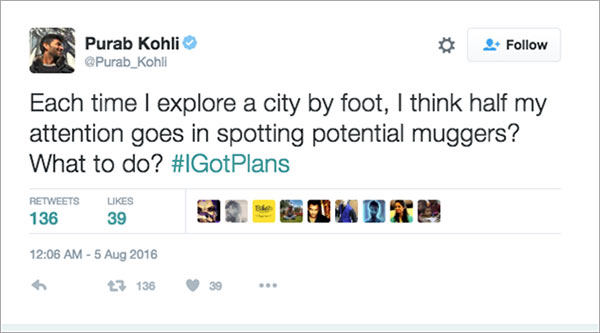 Purab Kohli
@Purab_Kohli
Follow
Each time I explore a city by foot, I think half my
attention goes in spotting potential muggers?
What to do? #IGotPlans
RETWEETS LIKES
136 39
12:06 AM - 5 Aug 2016
136 39